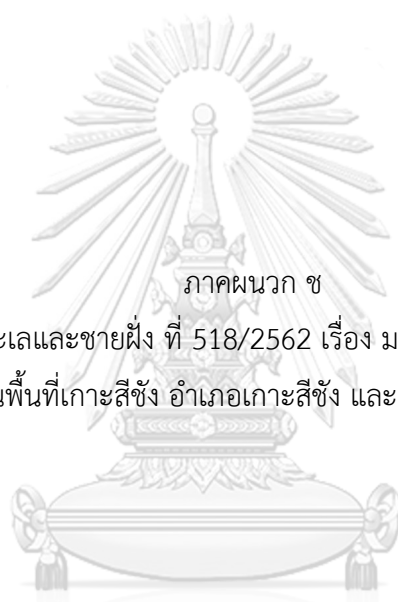 ภาคผนวก ช
ะเลและชายฝั่ง ที่ 518/2562 เรื่อง ม
พื้นที่เกาะสีชัง อำเภอเกาะสีชัง และ